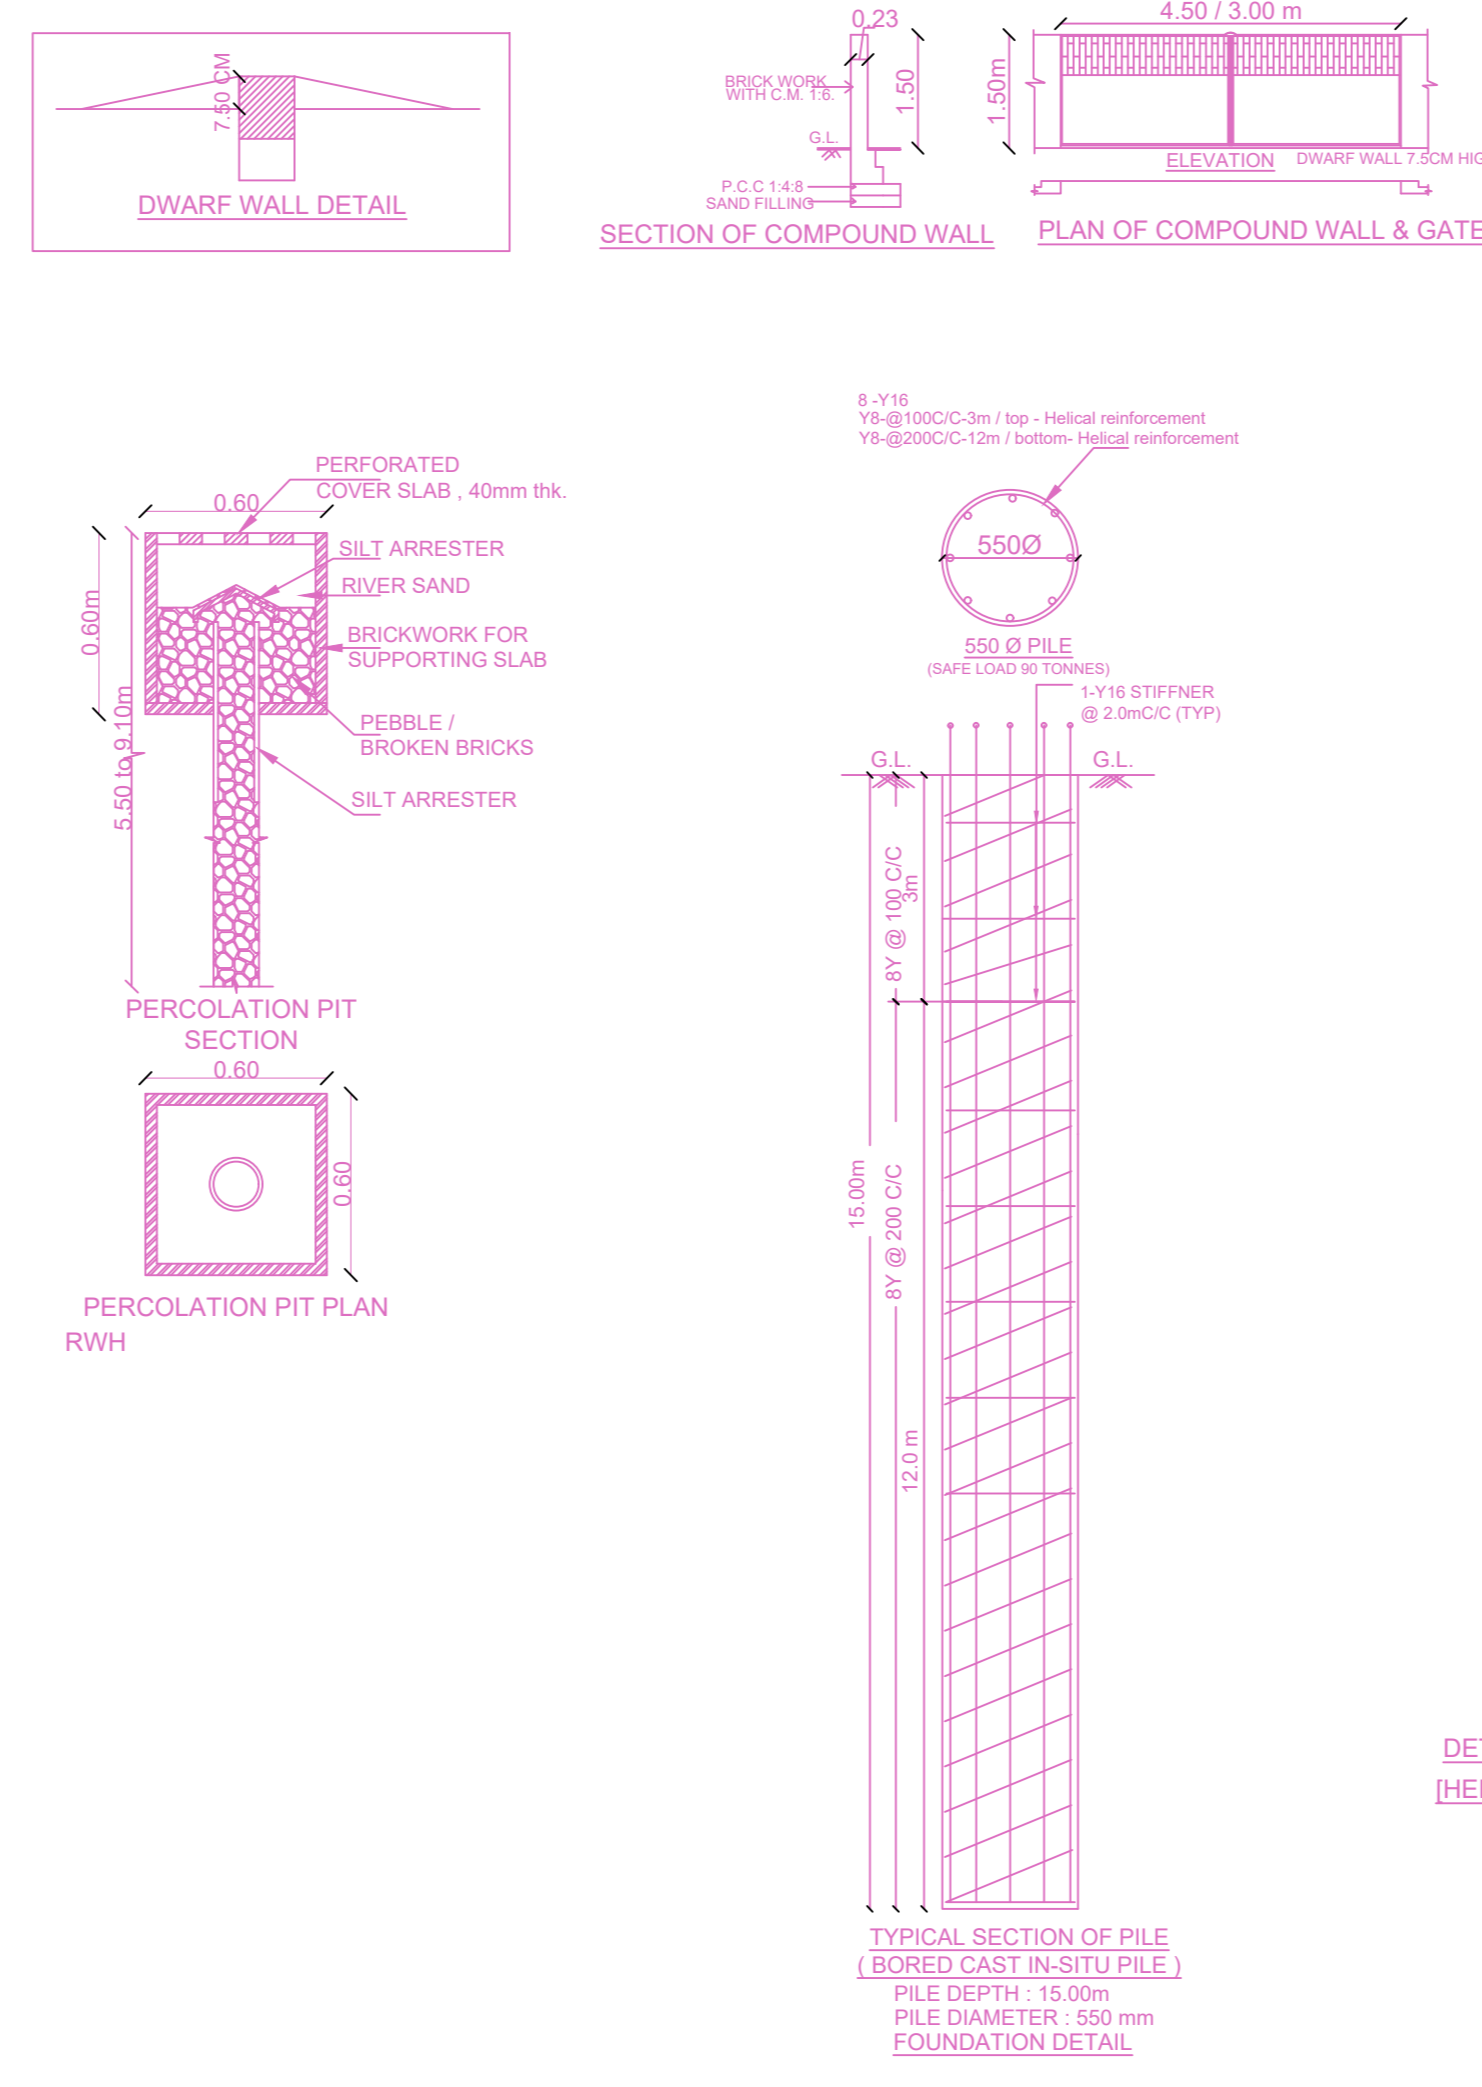 7.50 CM
DWARF WALL DETAIL
0.23
BRICK WORK
WITH C.M. 1:6.
1.50
G.L.
P.C.C 1:4:8
SAND FILLING
SECTION OF COMPOUND WALL
4.50 / 3.00 m
1.50m
ELEVATION
DWARF WALL 7.5CM HIG
PLAN OF COMPOUND WALL & GATE
PERFORATED
COVER SLAB , 40mm thk.
0.60
SILT ARRESTER
RIVER SAND
0.60m
BRICKWORK FOR
SUPPORTING SLAB
5.50 to 9.10m
PEBBLE /
BROKEN BRICKS
SILT ARRESTER
PERCOLATION PIT
SECTION
0.60
0.60
PERCOLATION PIT PLAN
RWH
8 -Y16
Y8-@100C/C-3m / top - Helical reinforcement
Y8-@200C/C-12m / bottom- Helical reinforcement
550Ø
550 Ø PILE
(SAFE LOAD 90 TONNES)
1-Y16 STIFFNER
@ 2.0mC/C (TYP)
G.L.
G.L.
8Y @ 100 C/C
3m
15.00m
8Y @ 200 C/C
12.0 m
TYPICAL SECTION OF PILE
( BORED CAST IN-SITU PILE )
PILE DEPTH : 15.00m
PILE DIAMETER : 550 mm
FOUNDATION DETAIL
DET
[HEL